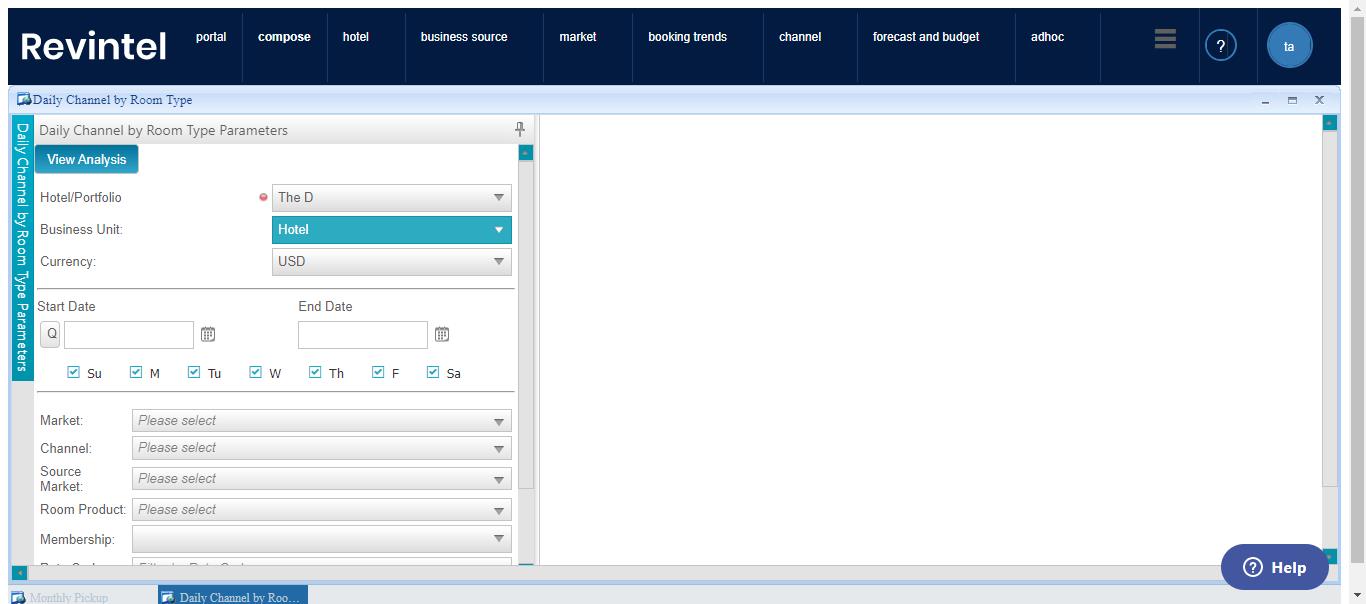 Revintel
portal
compose
hotel
business source
market
booking trends
channel
forecast and budget
adhoc
?
ta
Daily Channel by Room Type
Daily Channel by Room Type Parameters
Daily Channel by Room Type Parameters
View Analysis
Hotel/Portfolio
The D
Business Unit:
Hotel
Currency:
USD
Start Date
End Date
Q
Su M Tu W Th F Sa
Market:
Please select
Channel:
Please select
Source
Market:
Please select
Room Product:
Please select
Membership:
? Help
Monthly Pickup
Daily Channel by Roo...